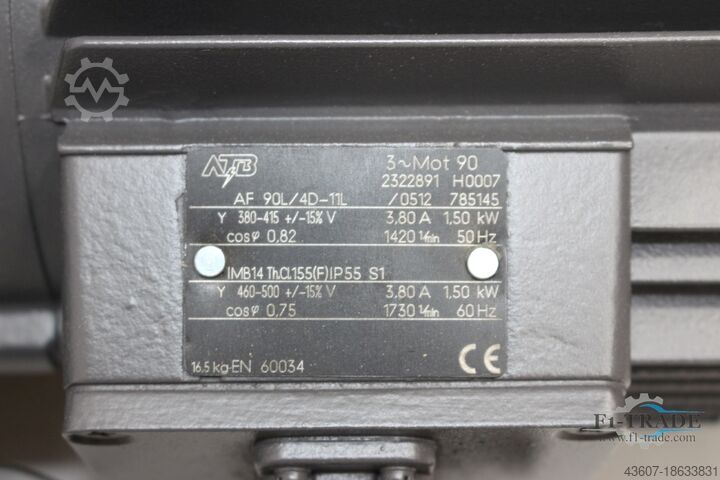 ATB
3~Mot 90
2322891 H0007
AF 90L/4D-11L /0512 785145
Y 380-415 +/-15% V 3,80 A 1,50 kW
cosφ 0,82 1420 1/min 50 Hz
IMB14 Th.Cl.155(F)IP55 S1
Y 460-500 +/-15% V 3,80 A 1,50 kW
cosφ 0,75 1730 1/min 60 Hz
16.5 kg EN 60034 CE
F1-TRADE
www.f1-trade.com
43607-18633831